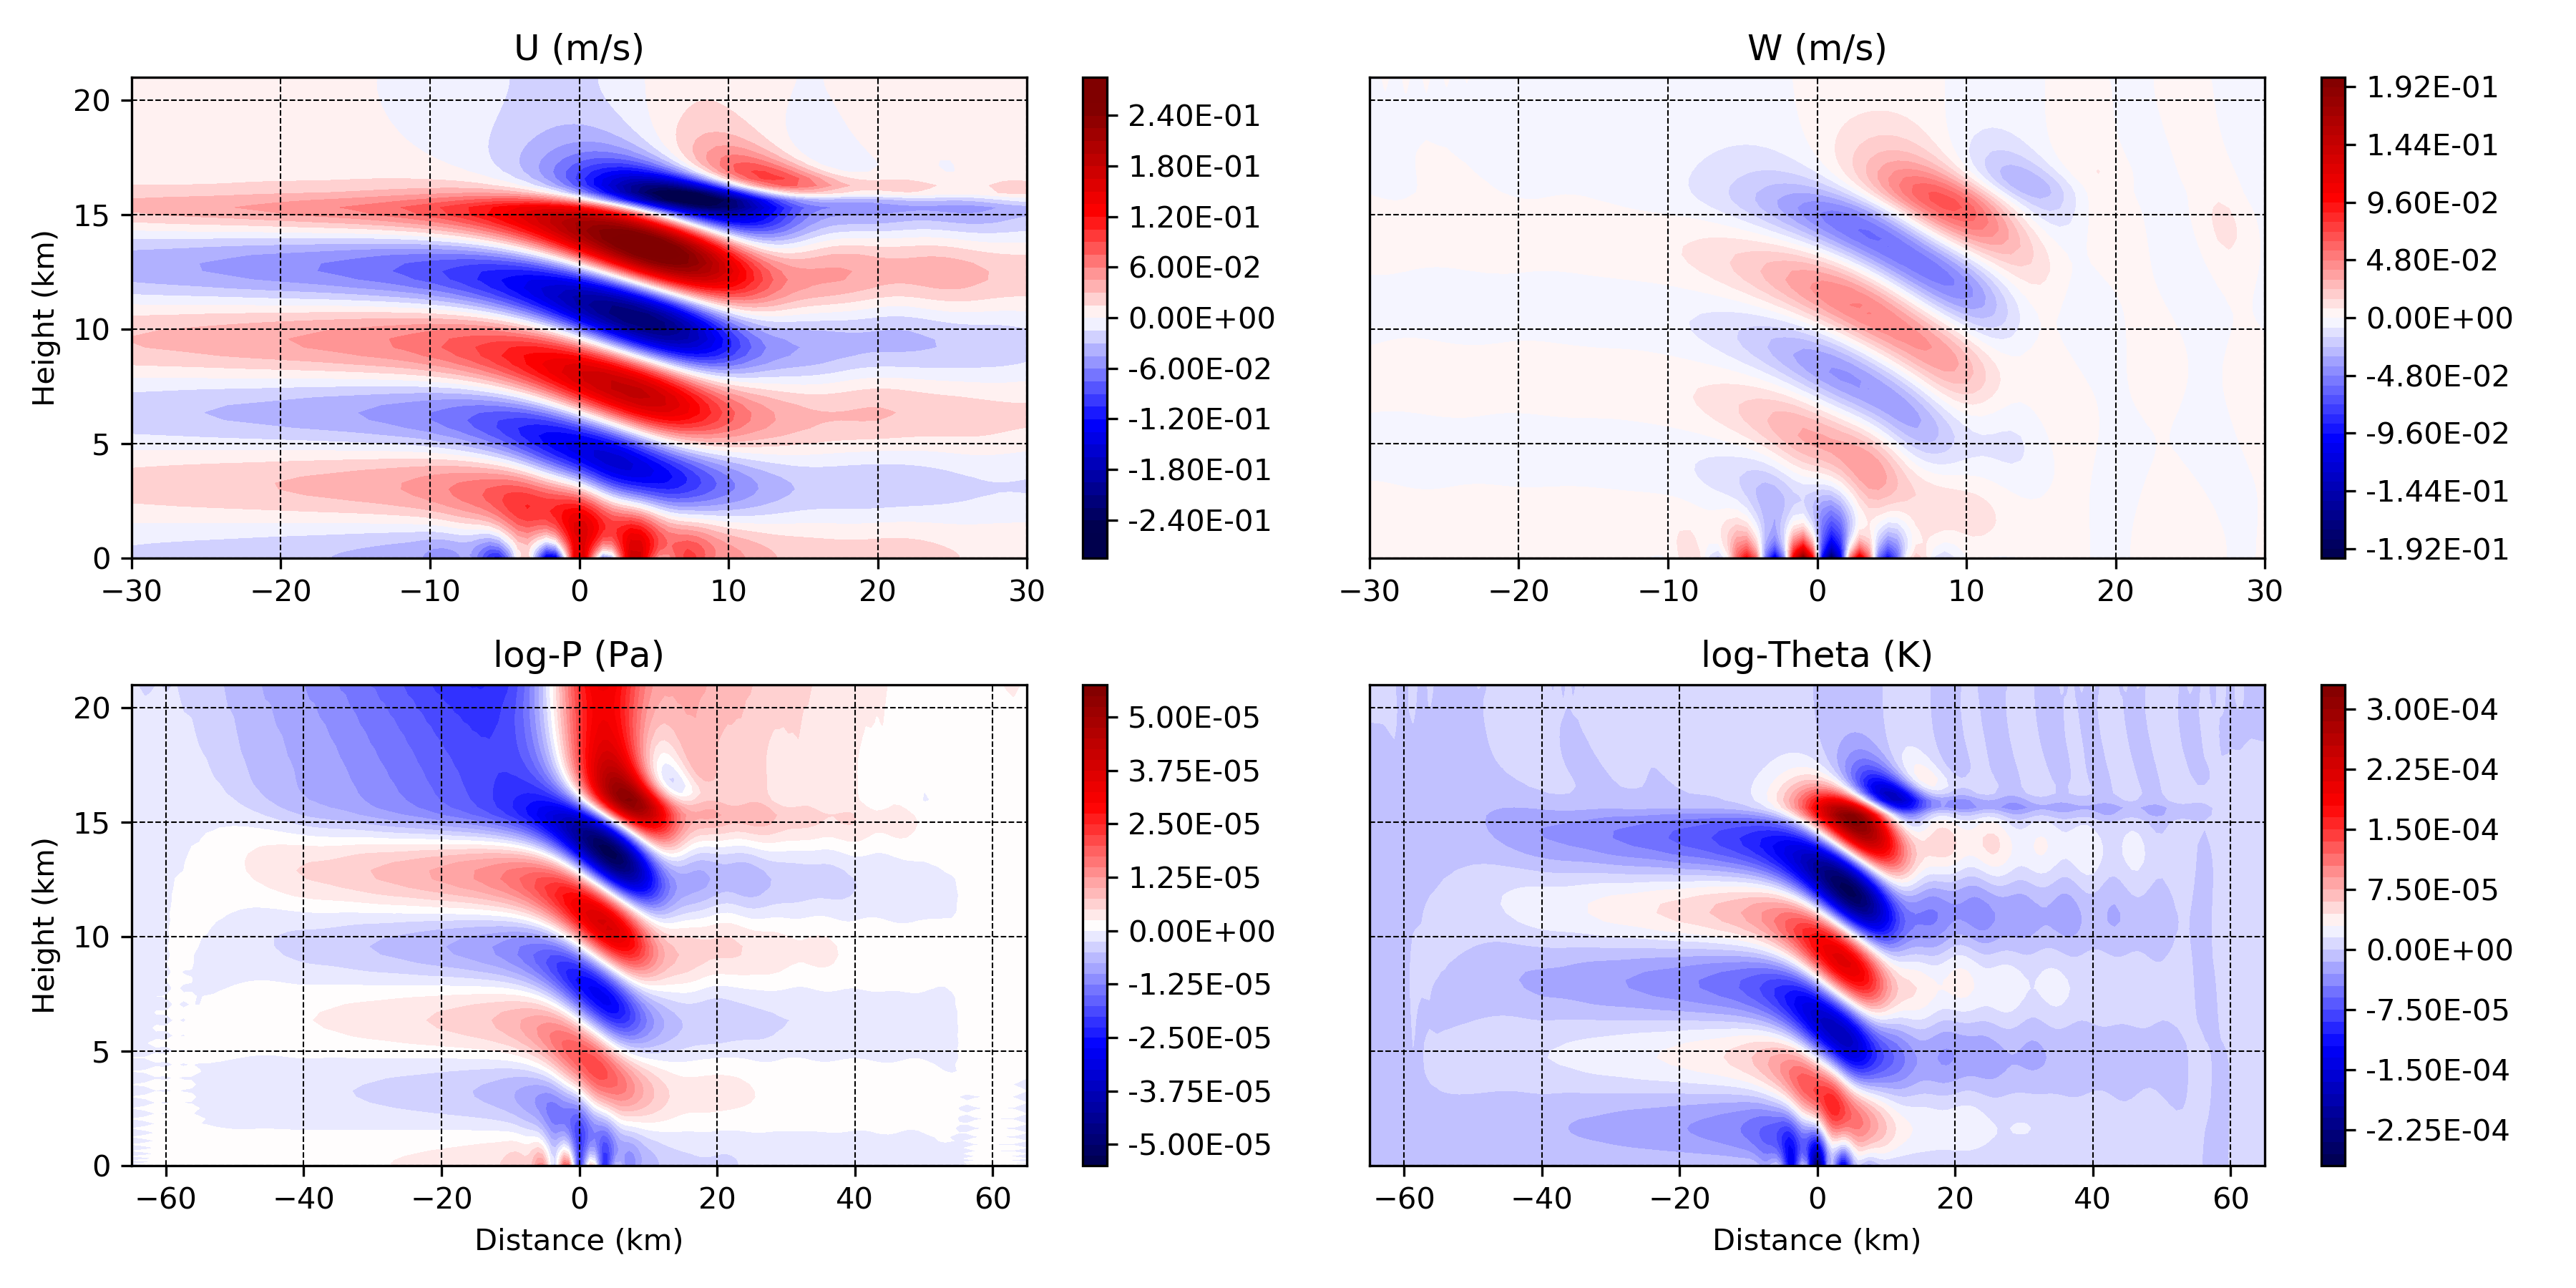 U (m/s)
W (m/s)
20
15
10
5
0
Height (km)
−30 −20 −10 0 10 20 30
2.40E-01
1.80E-01
1.20E-01
6.00E-02
0.00E+00
-6.00E-02
-1.20E-01
-1.80E-01
-2.40E-01
−30 −20 −10 0 10 20 30
1.92E-01
1.44E-01
9.60E-02
4.80E-02
0.00E+00
-4.80E-02
-9.60E-02
-1.44E-01
-1.92E-01
log-P (Pa)
log-Theta (K)
20
15
10
5
0
Height (km)
−60 −40 −20 0 20 40 60
Distance (km)
5.00E-05
3.75E-05
2.50E-05
1.25E-05
0.00E+00
-1.25E-05
-2.50E-05
-3.75E-05
-5.00E-05
−60 −40 −20 0 20 40 60
Distance (km)
3.00E-04
2.25E-04
1.50E-04
7.50E-05
0.00E+00
-7.50E-05
-1.50E-04
-2.25E-04